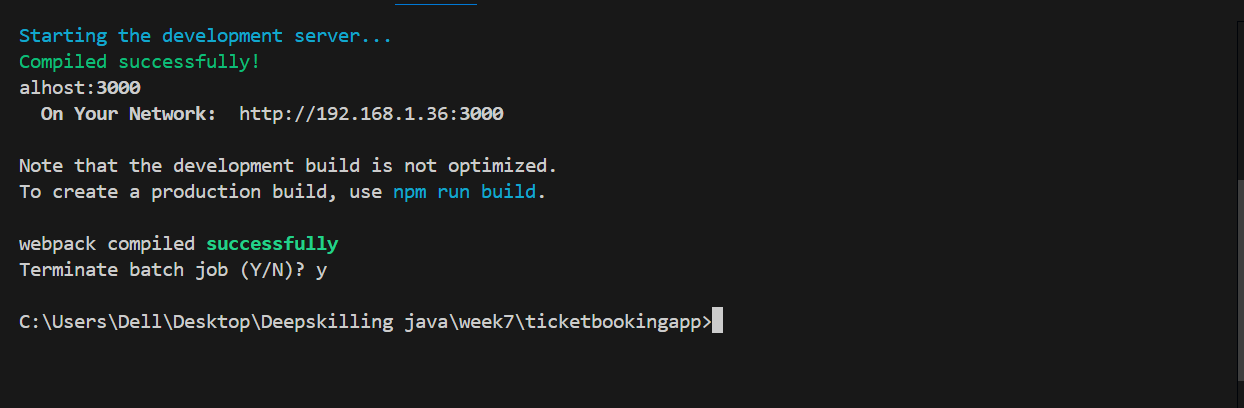 Starting the development server...
Compiled successfully!
alhost:3000
On Your Network:  http://192.168.1.36:3000
Note that the development build is not optimized.
To create a production build, use npm run build.
webpack compiled successfully
Terminate batch job (Y/N)? y
C:\Users\Dell\Desktop\Deepskilling java\week7\ticketbookingapp>